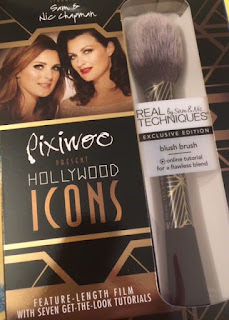 Sam &
Nic Chapman
Pixiwoo
PRESENT
HOLLYWOOD
ICONS
FEATURE-LENGTH FILM
WITH SEVEN GET-THE-LOOK TUTORIALS
REAL by Sam & Nic
TECHNIQUES®
EXCLUSIVE EDITION
blush brush
+ online tutorial
for a flawless blend